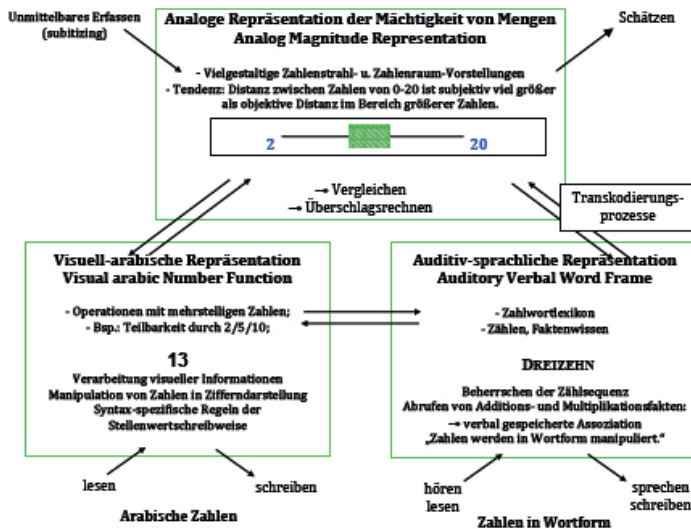 Unmittelbares Erfassen
(subitizing)
Analoge Repräsentation der Mächtigkeit von Mengen
Analog Magnitude Representation
Schätzen
- Vielgestaltige Zahlenstrahl- u. Zahlenraum-Vorstellungen
- Tendenz: Distanz zwischen Zahlen von 0-20 ist subjektiv viel größer
als objektive Distanz im Bereich größerer Zahlen.
2 20
→ Vergleichen
→ Überschlagsrechnen
Transkodierungs-
prozesse
Visuell-arabische Repräsentation
Visual arabic Number Function
- Operationen mit mehrstelligen Zahlen;
- Bsp.: Teilbarkeit durch 2/5/10;
13
Verarbeitung visueller Informationen
Manipulation von Zahlen in Zifferndarstellung
Syntax-spezifische Regeln der
Stellenwertschreibweise
lesen
schreiben
Arabische Zahlen
Auditiv-sprachliche Repräsentation
Auditory Verbal Word Frame
- Zahlwortlexikon
- Zählen, Faktenwissen
DREIZEHN
Beherrschen der Zählsequenz
Abrufen von Additions- und Multiplikationsfakten:
→ verbal gespeicherte Assoziation
„Zahlen werden in Wortform manipuliert.“
hören
lesen
sprechen
schreiben
Zahlen in Wortform